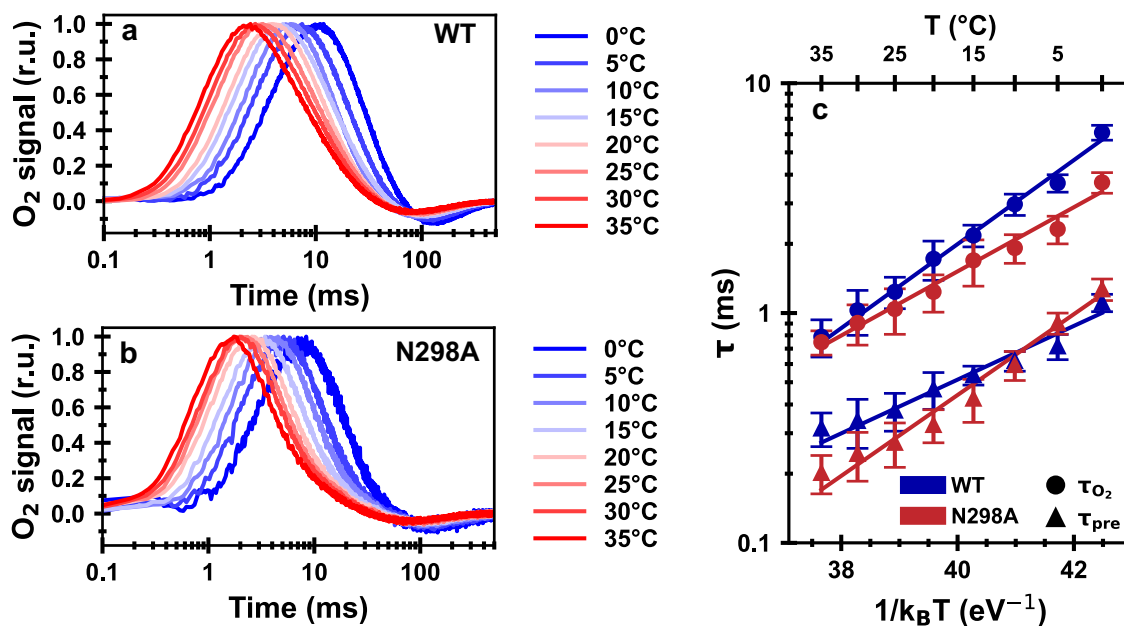 a
WT
O₂ signal (r.u.)
1.0
0.8
0.6
0.4
0.2
0.0
0.1
1
10
100
Time (ms)
0°C
5°C
10°C
15°C
20°C
25°C
30°C
35°C
b
N298A
O₂ signal (r.u.)
1.0
0.8
0.6
0.4
0.2
0.0
0.1
1
10
100
Time (ms)
0°C
5°C
10°C
15°C
20°C
25°C
30°C
35°C
T (°C)
35
25
15
5
c
τ (ms)
10
1
0.1
WT
N298A
τO₂
τpre
38
40
42
1/kBT (eV⁻¹)